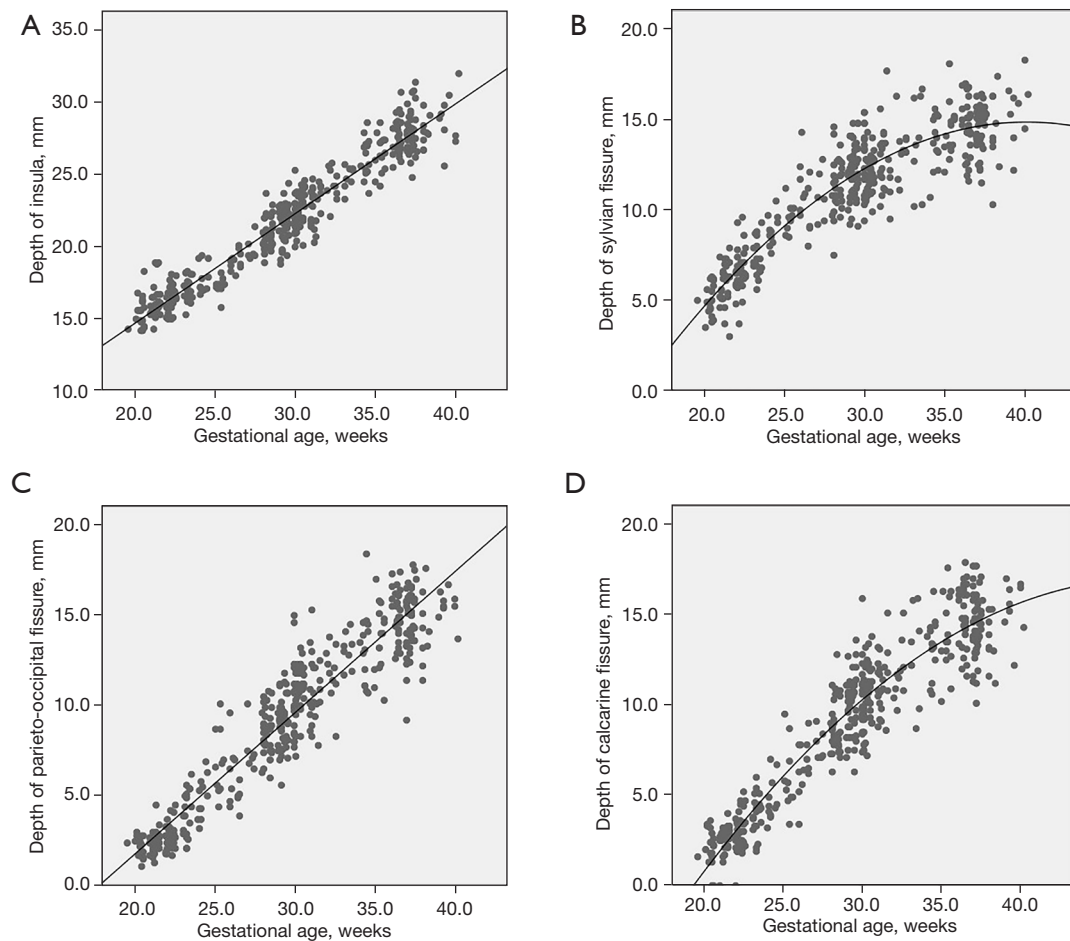 A
35.0
30.0
25.0
20.0
15.0
10.0
Depth of insula, mm
20.0 25.0 30.0 35.0 40.0
Gestational age, weeks
B
20.0
15.0
10.0
5.0
0.0
Depth of sylvian fissure, mm
20.0 25.0 30.0 35.0 40.0
Gestational age, weeks
C
20.0
15.0
10.0
5.0
0.0
Depth of parieto-occipital fissure, mm
20.0 25.0 30.0 35.0 40.0
Gestational age, weeks
D
20.0
15.0
10.0
5.0
0.0
Depth of calcarine fissure, mm
20.0 25.0 30.0 35.0 40.0
Gestational age, weeks